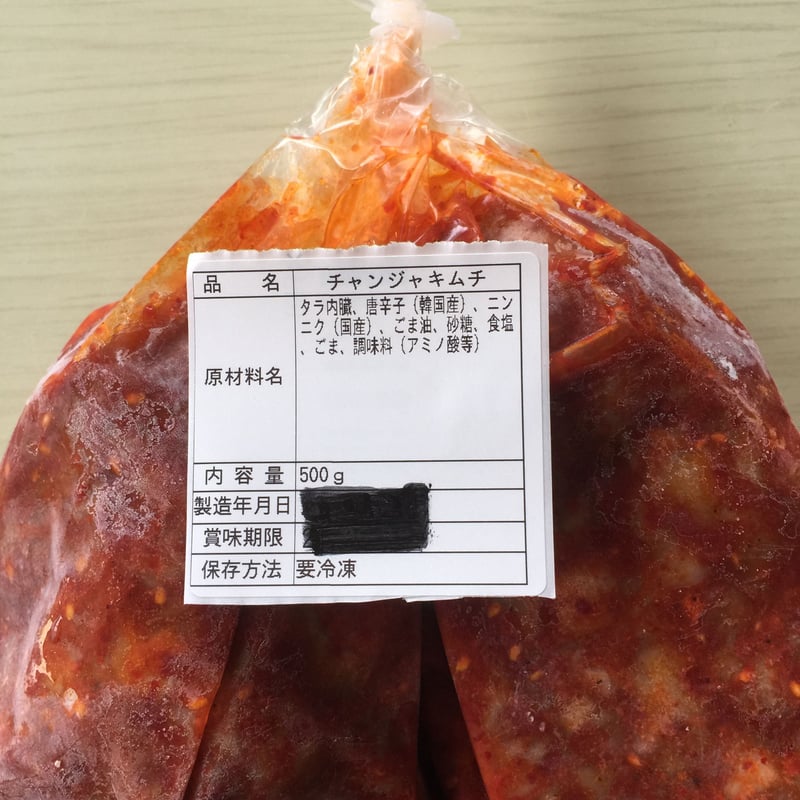 品 名 チャンジャキムチ
原材料名 タラ内臓、唐辛子（韓国産）、ニン
ニク（国産）、ごま油、砂糖、食塩
、ごま、調味料（アミノ酸等）
内容量 500g
製造年月日
賞味期限
保存方法 要冷凍